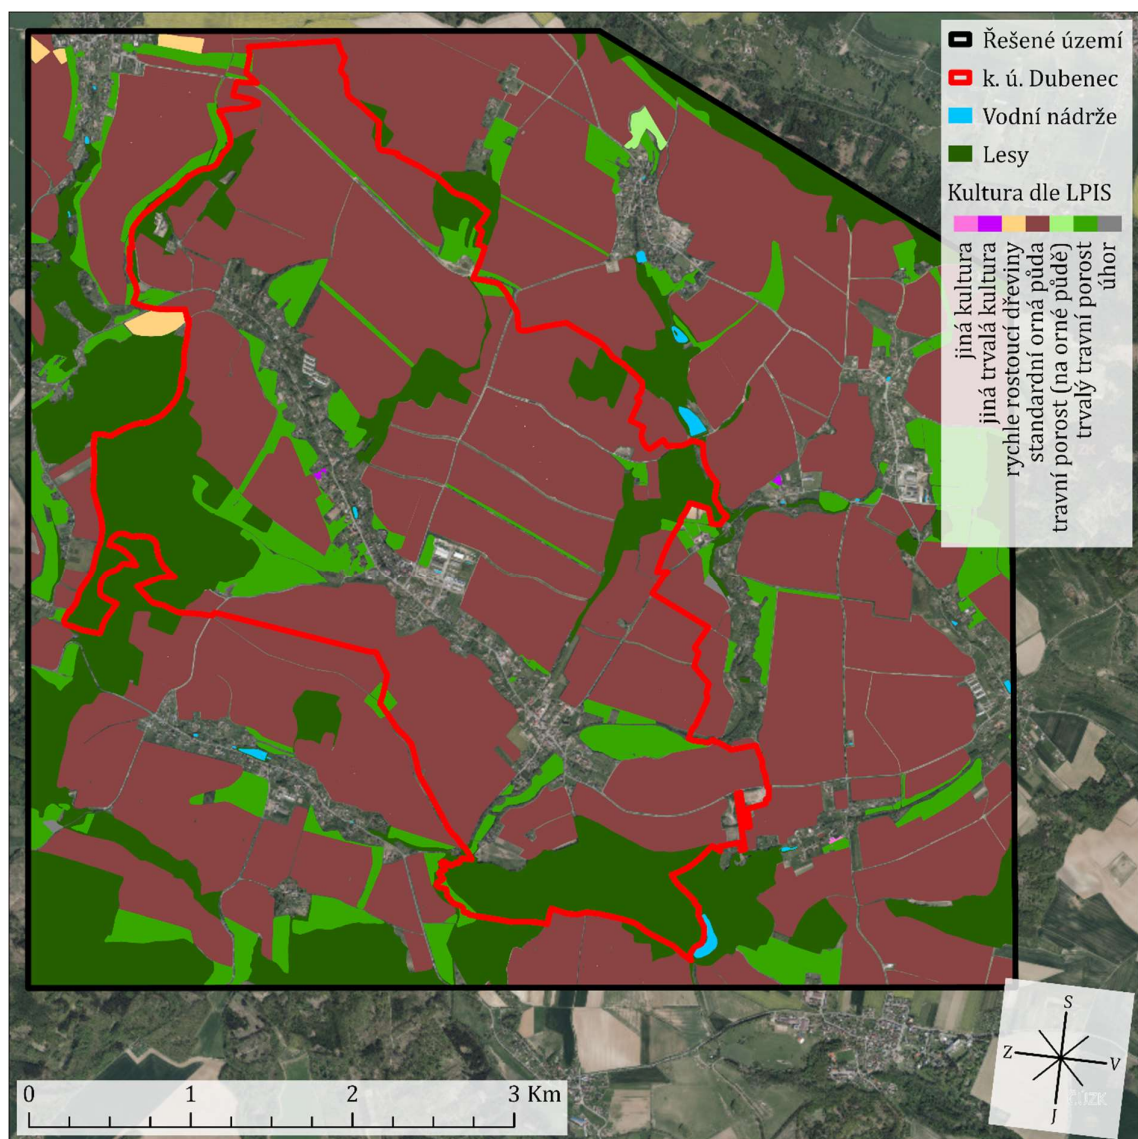 Řešené území
k. ú. Dubenec
Vodní nádrže
Lesy
Kultura dle LPIS
jiná kultura
jiná trvalá kultura
rychle rostoucí dřeviny
standardní orná půda
travní porost (na orné půdě)
trvalý travní porost
úhor
S
Z
V
J
0
1
2
3 Km